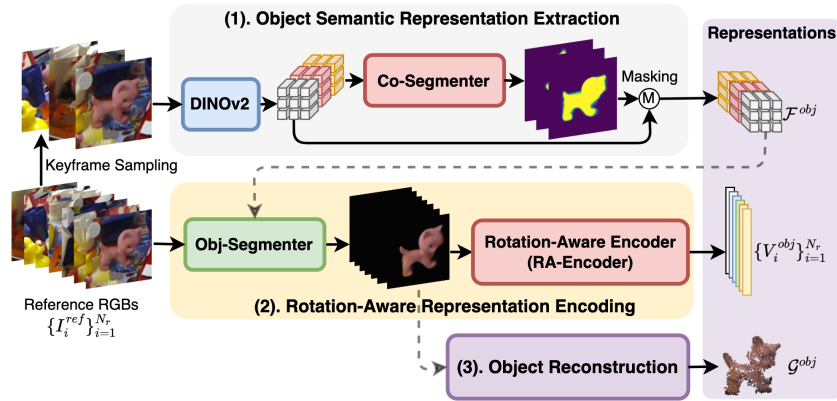 (1). Object Semantic Representation Extraction
Representations
DINOv2
Co-Segmenter
Masking
M
$\mathcal{F}^{obj}$
Keyframe Sampling
Obj-Segmenter
Rotation-Aware Encoder
(RA-Encoder)
$\{V_i^{obj}\}_{i=1}^{N_r}$
Reference RGBs
$\{I_i^{ref}\}_{i=1}^{N_r}$
(2). Rotation-Aware Representation Encoding
(3). Object Reconstruction
$\mathcal{G}^{obj}$